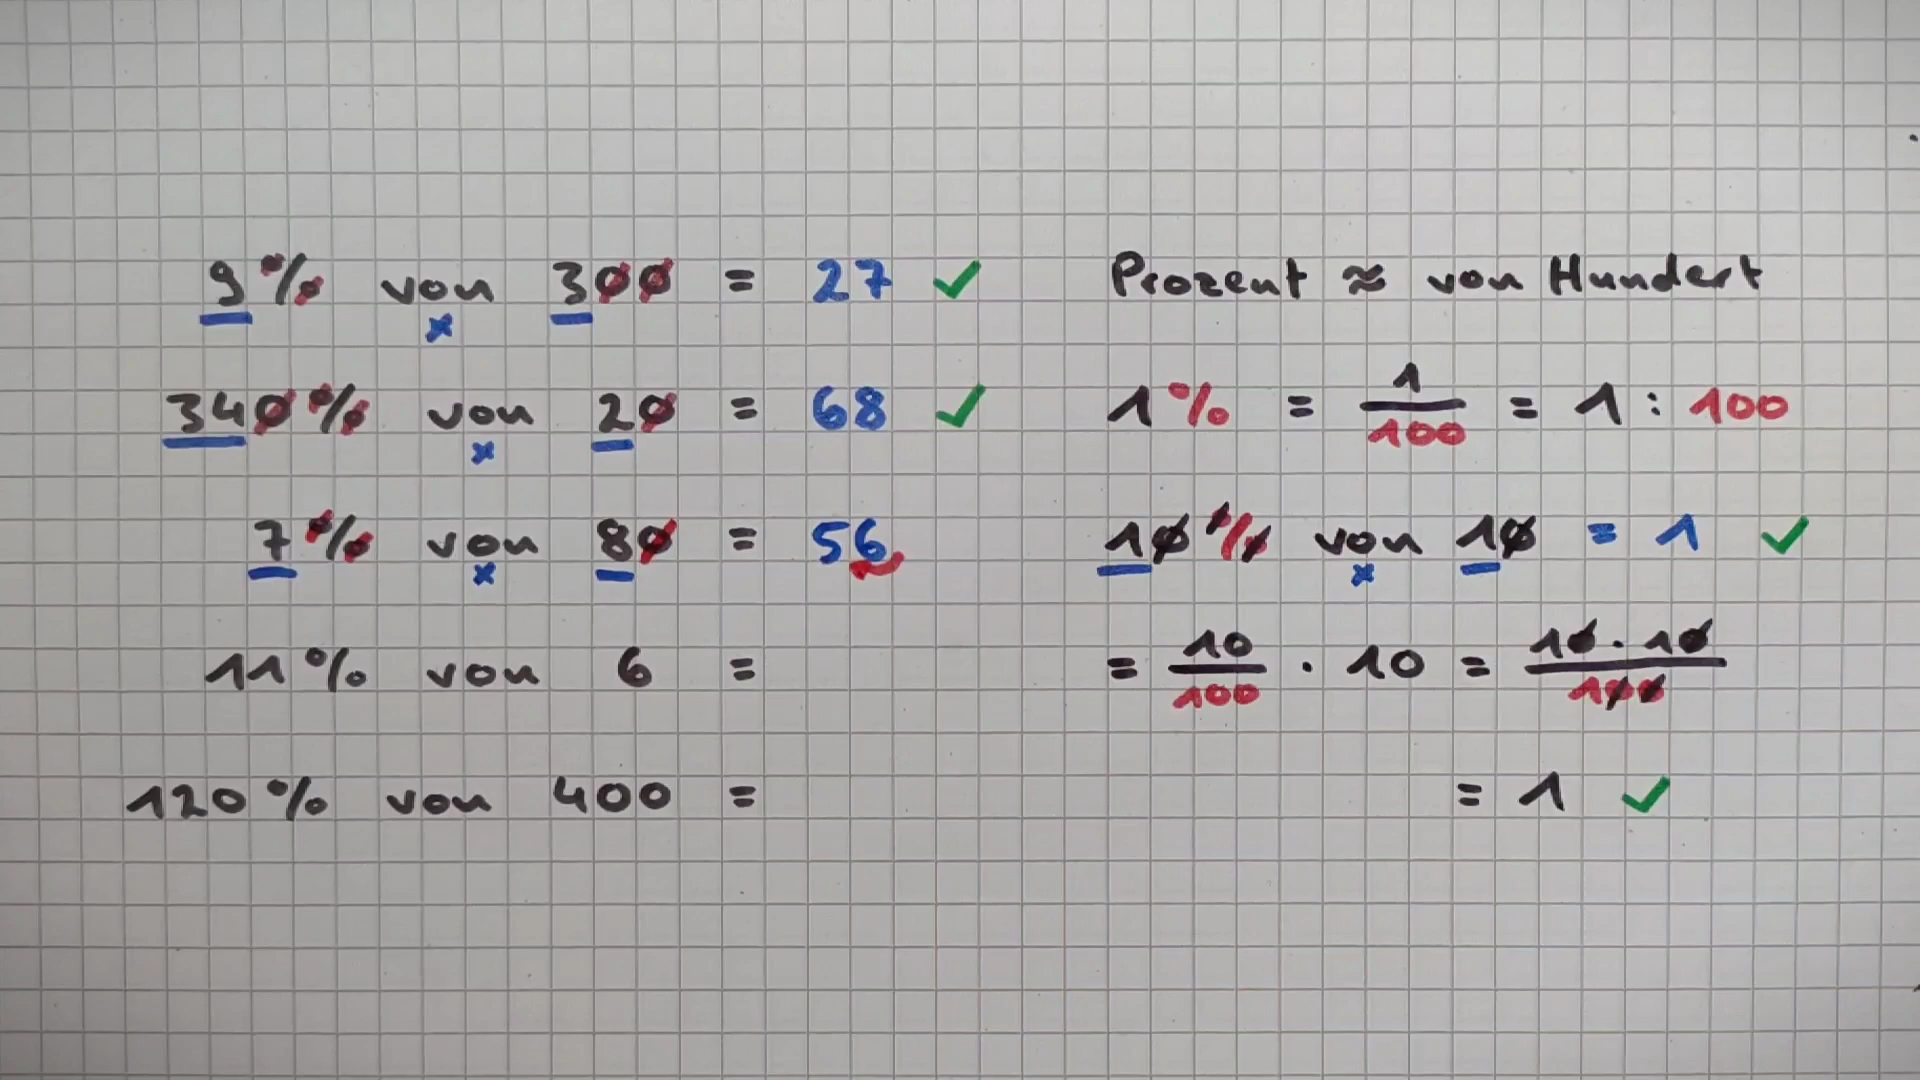 9% von 300 = 27 ✓
x
340% von 20 = 68 ✓
x
7% von 80 = 56
x
11% von 6 =
120% von 400 =
Prozent ≈ von Hundert
1% = 1/100 = 1 : 100
10% von 10 = 1 ✓
x
= 10/100 · 10 = 10 · 10/100
= 1 ✓